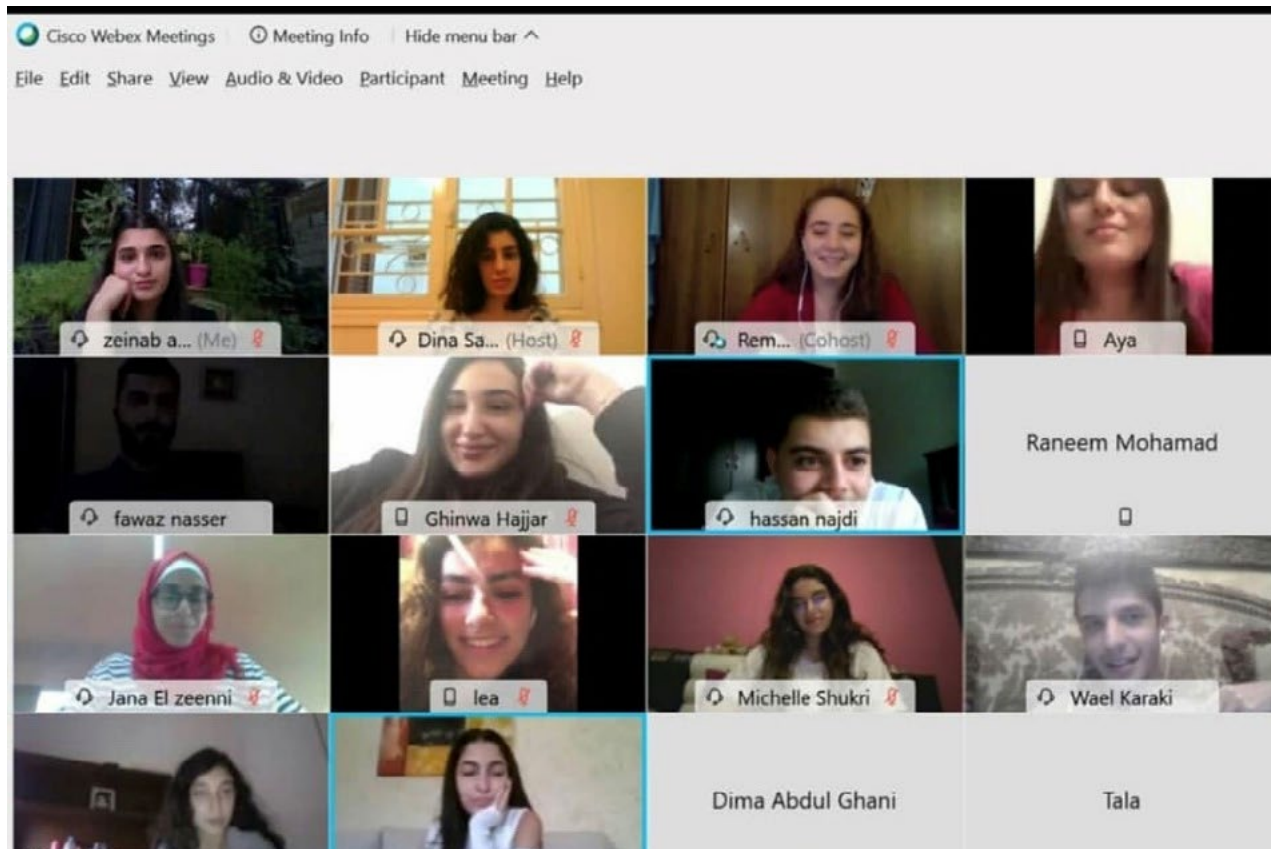 Cisco Webex Meetings Meeting Info Hide menu bar
File Edit Share View Audio & Video Participant Meeting Help
zeinab a... (Me) Dina Sa... (Host) Rem... (Cohost) Aya
fawaz nasser Ghinwa Hajjar hassan najdi Raneem Mohamad
Jana El zeenni lea Michelle Shukri Wael Karaki
Dima Abdul Ghani Tala